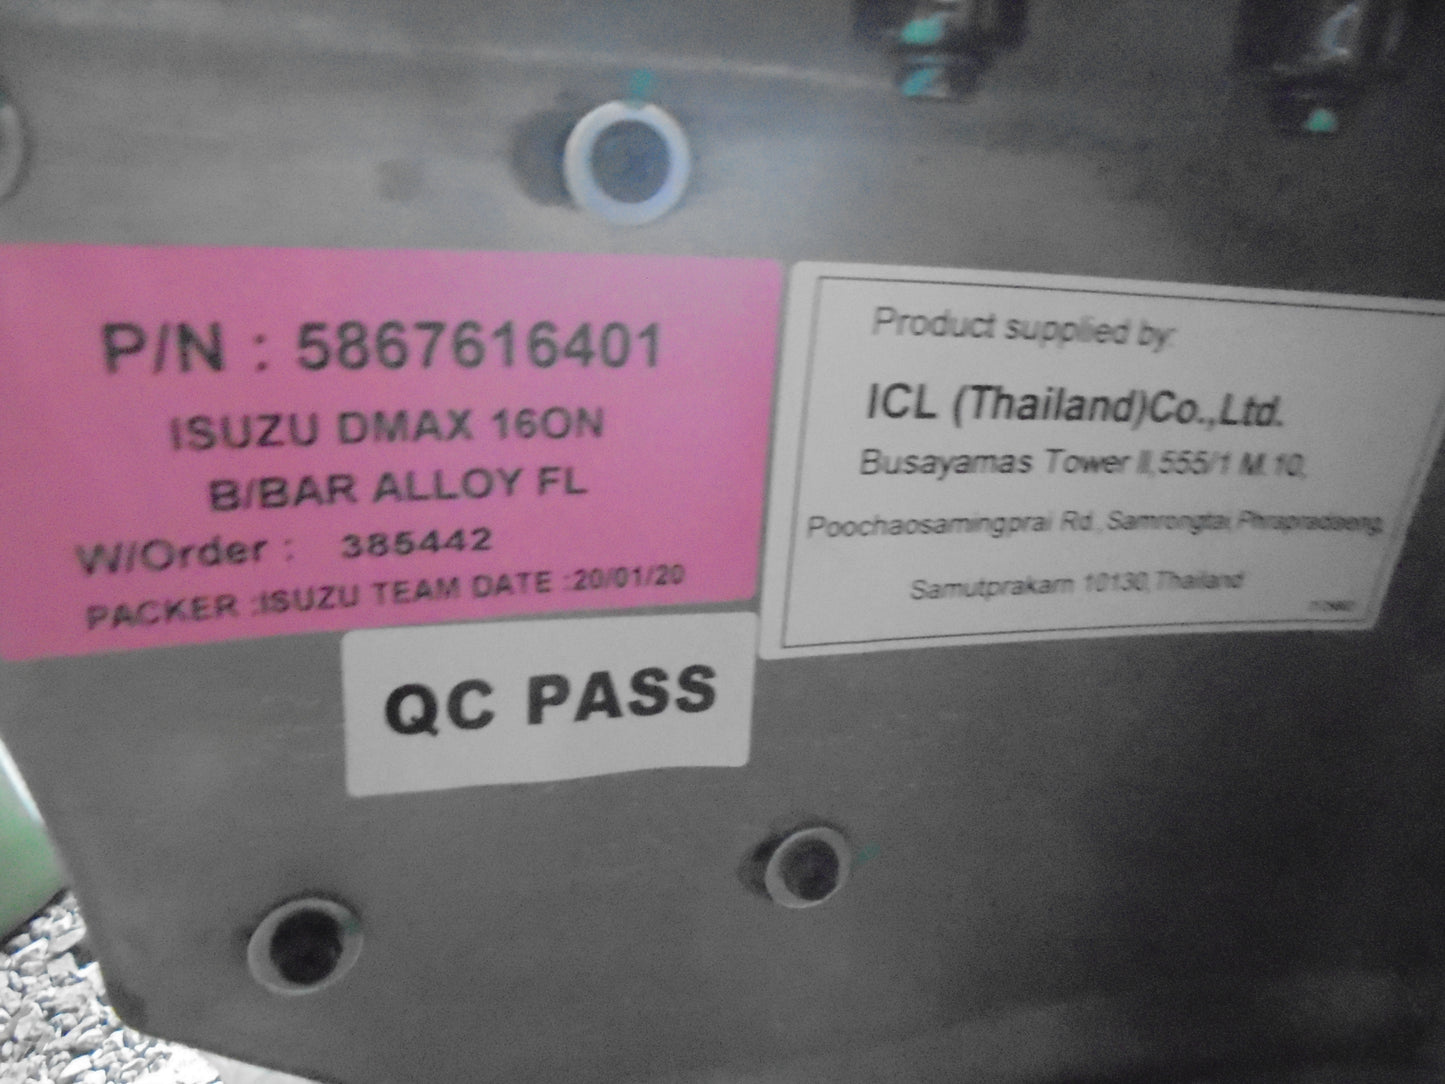 P/N : 5867616401
ISUZU DMAX 16ON
B/BAR ALLOY FL
W/Order : 385442
PACKER :ISUZU TEAM DATE :20/01/20
QC PASS
Product supplied by:
ICL (Thailand)Co.,Ltd.
Busayamas Tower II,555/1 M.10,
Poochaosamingprai Rd., Samrongtai, Phrapradaeng,
Samutprakarn 10130,Thailand